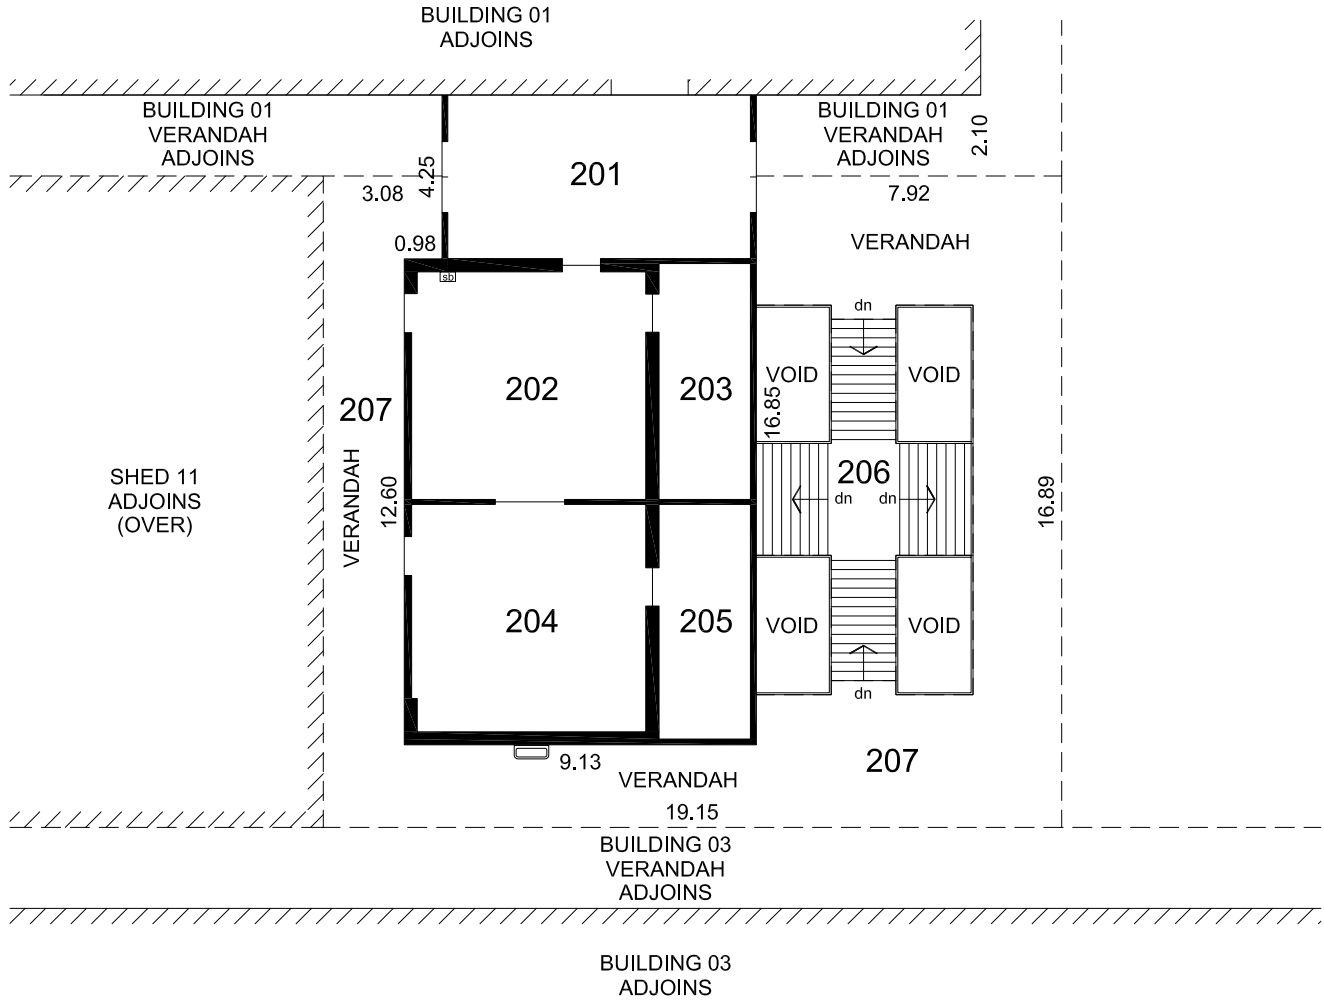 BUILDING 01
ADJOINS
BUILDING 01
VERANDAH
ADJOINS
BUILDING 01
VERANDAH
ADJOINS
2.10
201
4.25
3.08
7.92
0.98
VERANDAH
sb
dn
202
203
VOID
VOID
207
16.85
VERANDAH
12.60
206
dn
dn
16.89
SHED 11
ADJOINS
(OVER)
204
205
VOID
VOID
dn
9.13
207
VERANDAH
19.15
BUILDING 03
VERANDAH
ADJOINS
BUILDING 03
ADJOINS